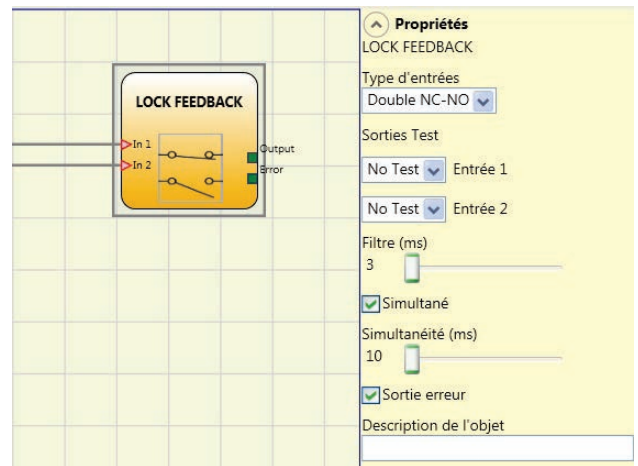 LOCK FEEDBACK
In 1
In 2
Output
Error
Propriétés
LOCK FEEDBACK
Type d'entrées
Double NC-NO
Sorties Test
No Test Entrée 1
No Test Entrée 2
Filtre (ms)
3
Simultané
Simultanéité (ms)
10
Sortie erreur
Description de l'objet